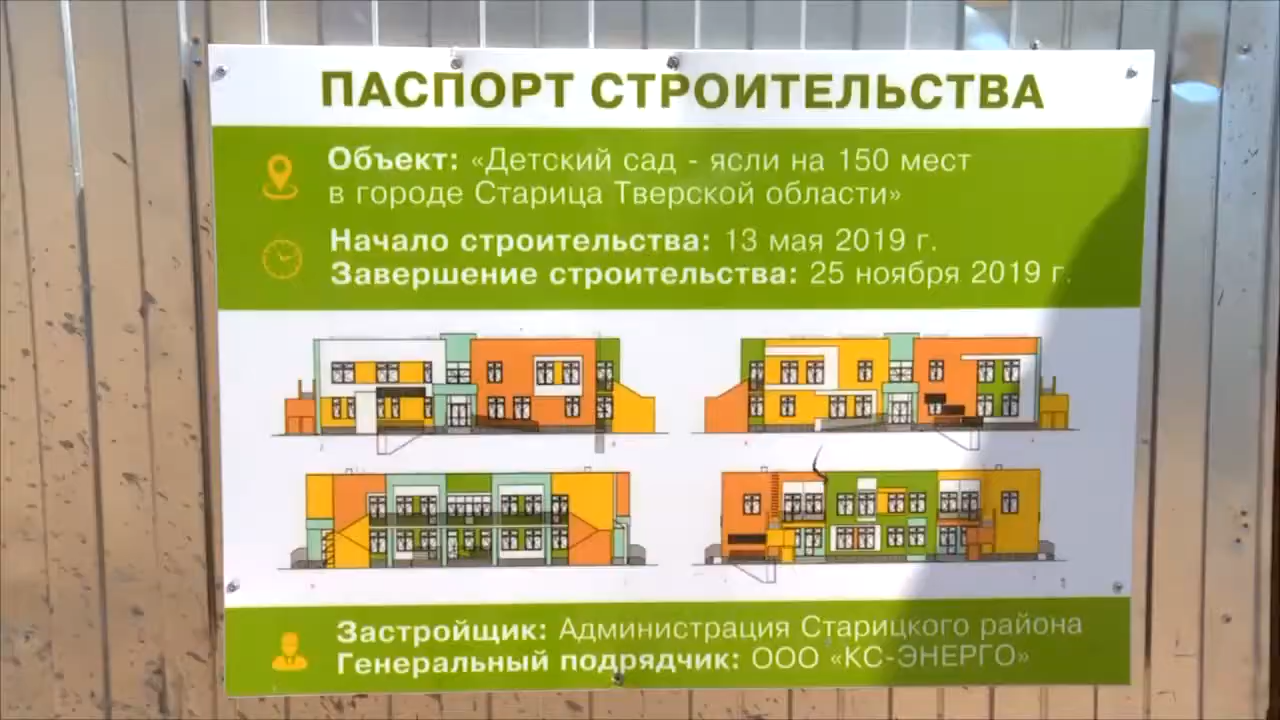 ПАСПОРТ СТРОИТЕЛЬСТВА
Объект: «Детский сад - ясли на 150 мест
в городе Старица Тверской области»
Начало строительства: 13 мая 2019 г.
Завершение строительства: 25 ноября 2019 г.
Застройщик: Администрация Старицкого района
Генеральный подрядчик: ООО «КС-ЭНЕРГО»